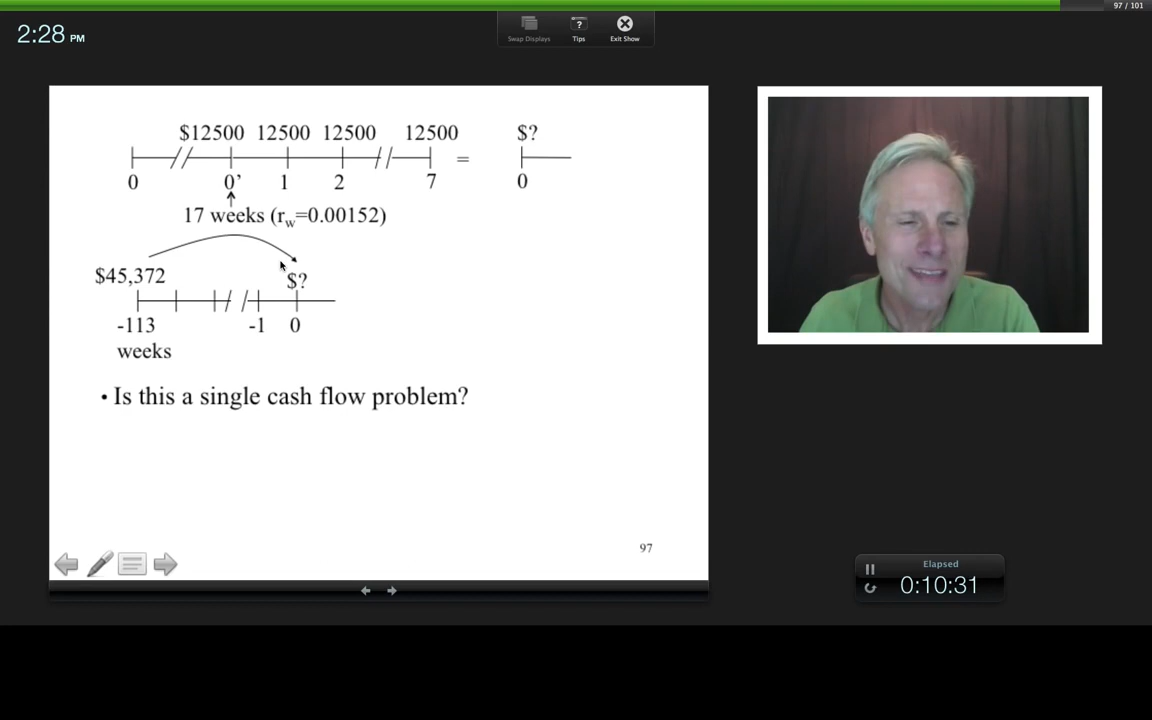 97 / 101
2:28 PM
Swap Displays
Tips
Exit Show
$12500 12500 12500 12500 $?
0 0’ 1 2 7 = 0
17 weeks (rw=0.00152)
$45,372 $?
-113 -1 0
weeks
• Is this a single cash flow problem?
97
Elapsed
0:10:31